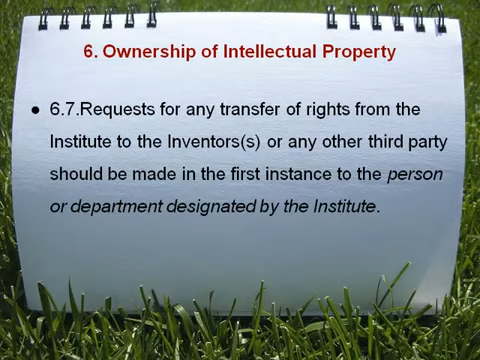 6. Ownership of Intellectual Property
● 6.7.Requests for any transfer of rights from the
Institute to the Inventors(s) or any other third party
should be made in the first instance to the person
or department designated by the Institute.